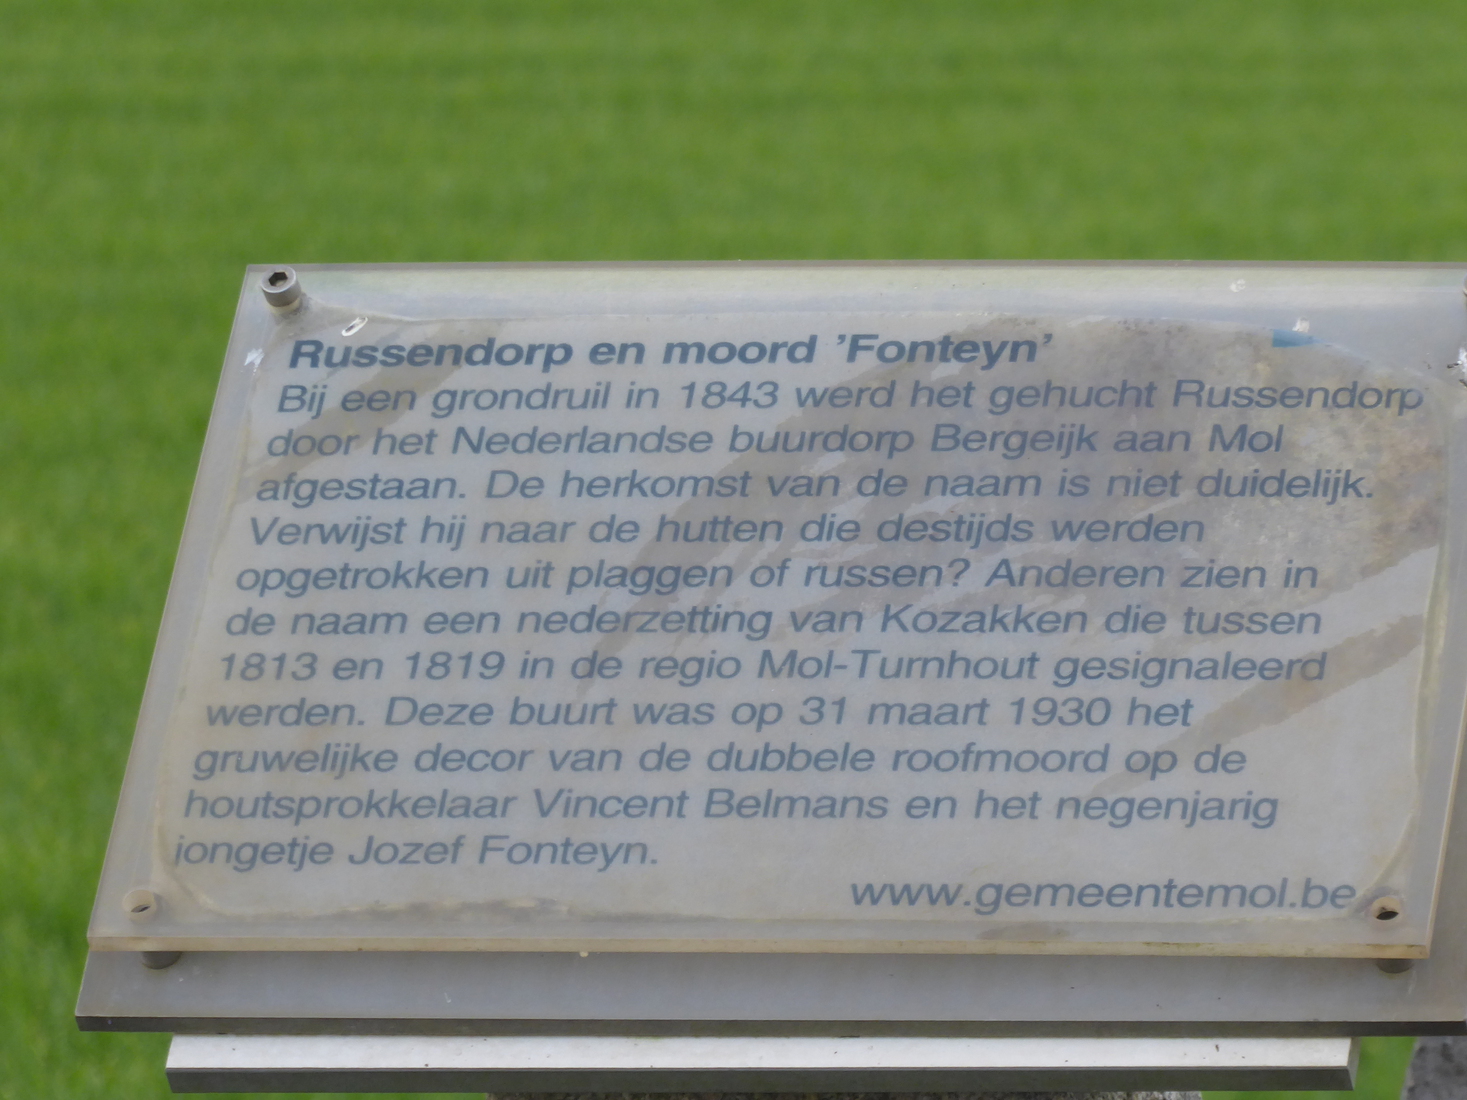 Russendorp en moord 'Fonteyn'
Bij een grondruil in 1843 werd het gehucht Russendorp
door het Nederlandse buurdorp Bergeijk aan Mol
afgestaan. De herkomst van de naam is niet duidelijk.
Verwijst hij naar de hutten die destijds werden
opgetrokken uit plaggen of russen? Anderen zien in
de naam een nederzetting van Kozakken die tussen
1813 en 1819 in de regio Mol-Turnhout gesignaleerd
werden. Deze buurt was op 31 maart 1930 het
gruwelijke decor van de dubbele roofmoord op de
houtsprokkelaar Vincent Belmans en het negenjarig
jongetje Jozef Fonteyn.
www.gemeentemol.be